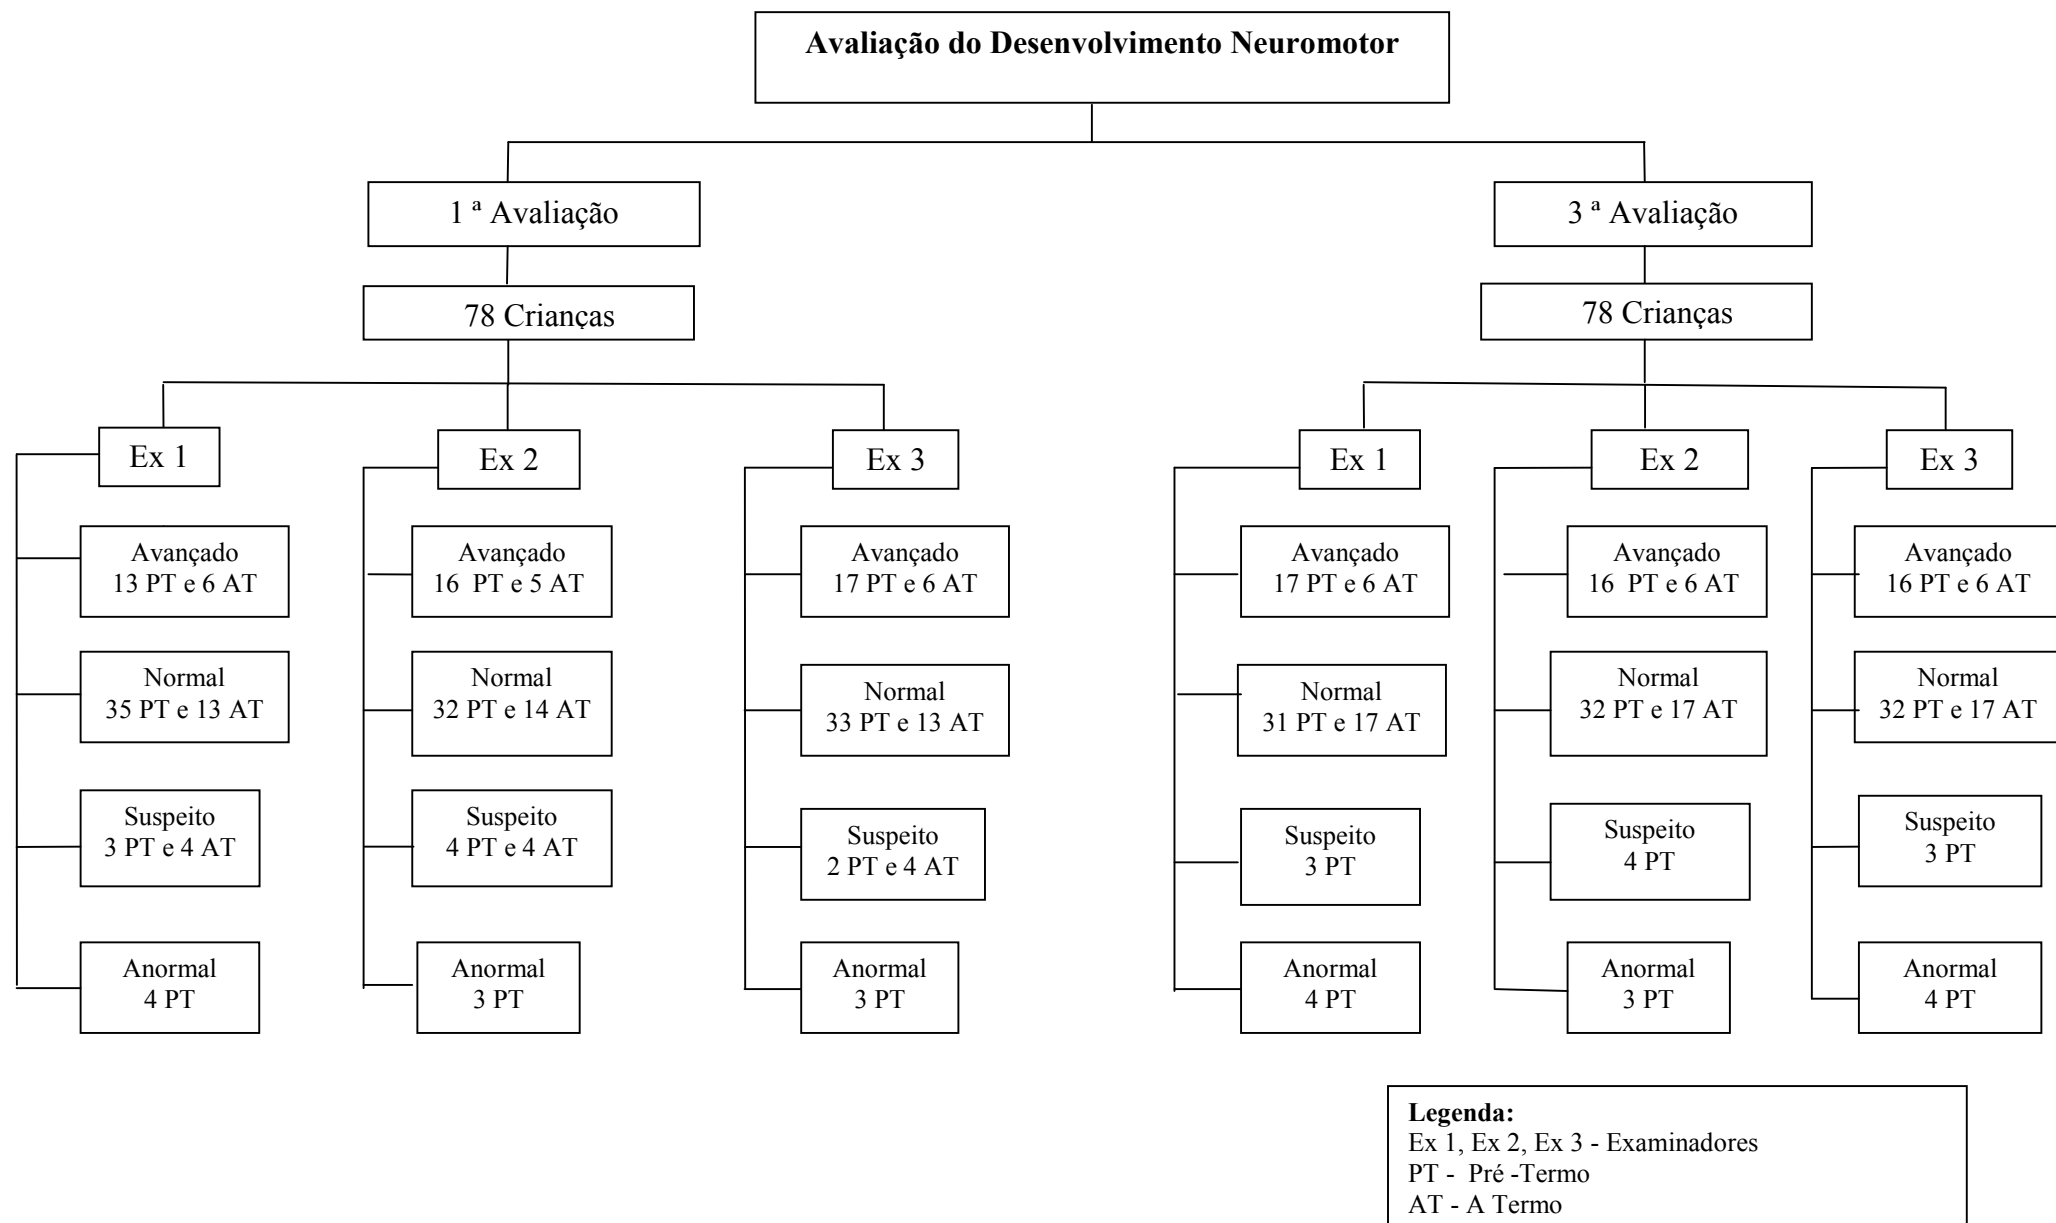 Avaliação do Desenvolvimento Neuromotor
1 ª Avaliação
3 ª Avaliação
78 Crianças
78 Crianças
Ex 1
Ex 2
Ex 3
Ex 1
Ex 2
Ex 3
Avançado
13 PT e 6 AT
Avançado
16 PT e 5 AT
Avançado
17 PT e 6 AT
Avançado
17 PT e 6 AT
Avançado
16 PT e 6 AT
Avançado
16 PT e 6 AT
Normal
35 PT e 13 AT
Normal
32 PT e 14 AT
Normal
33 PT e 13 AT
Normal
31 PT e 17 AT
Normal
32 PT e 17 AT
Normal
32 PT e 17 AT
Suspeito
3 PT e 4 AT
Suspeito
4 PT e 4 AT
Suspeito
2 PT e 4 AT
Suspeito
3 PT
Suspeito
4 PT
Suspeito
3 PT
Anormal
4 PT
Anormal
3 PT
Anormal
3 PT
Anormal
4 PT
Anormal
3 PT
Anormal
4 PT
Legenda:
Ex 1, Ex 2, Ex 3 - Examinadores
PT - Pré -Termo
AT - A Termo